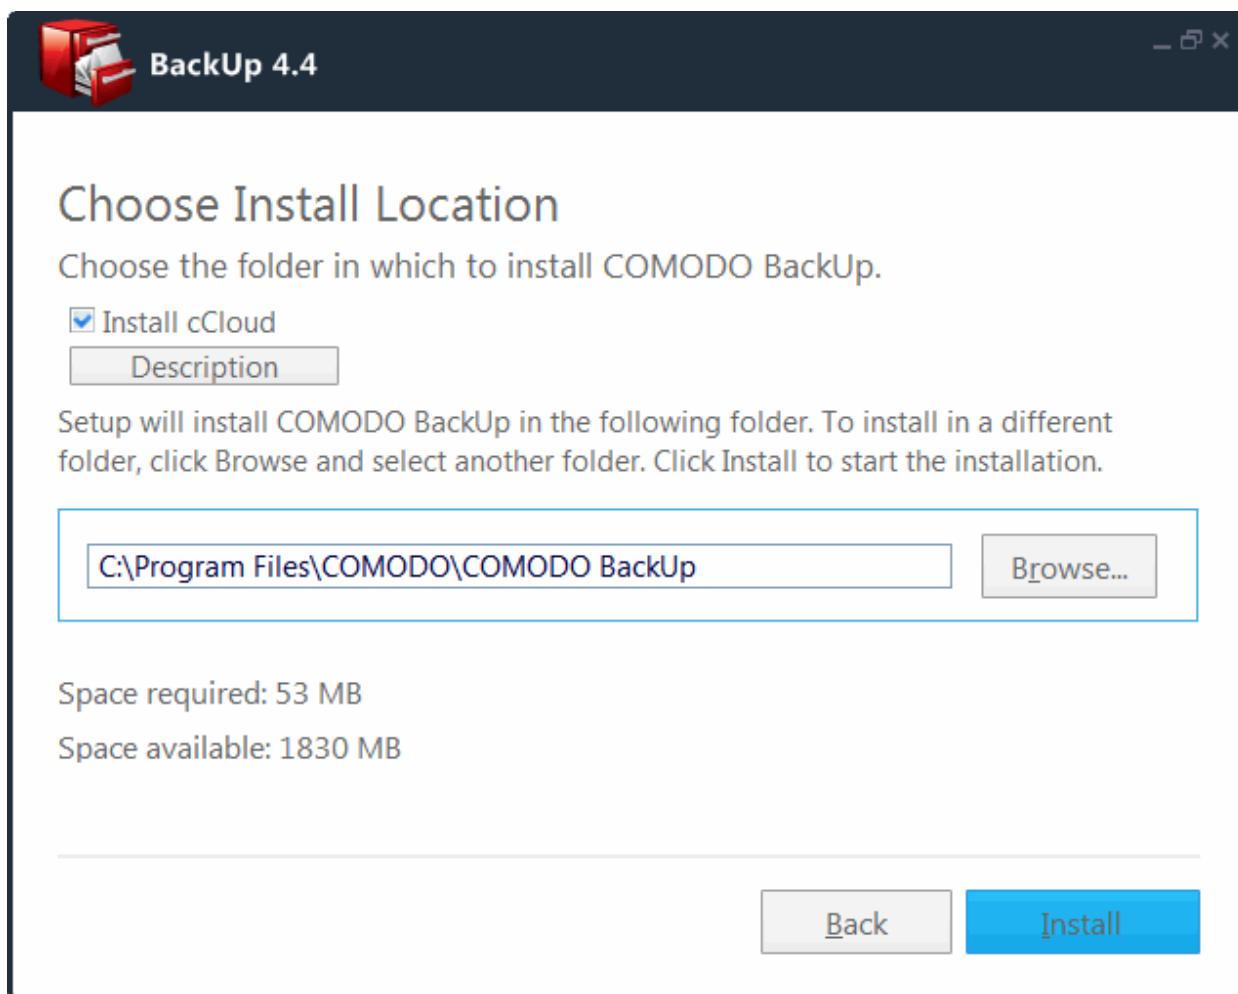 BackUp 4.4
Choose Install Location
Choose the folder in which to install COMODO BackUp.
Install cCloud
Description
Setup will install COMODO BackUp in the following folder. To install in a different
folder, click Browse and select another folder. Click Install to start the installation.
C:\Program Files\COMODO\COMODO BackUp
Browse...
Space required: 53 MB
Space available: 1830 MB
Back
Install